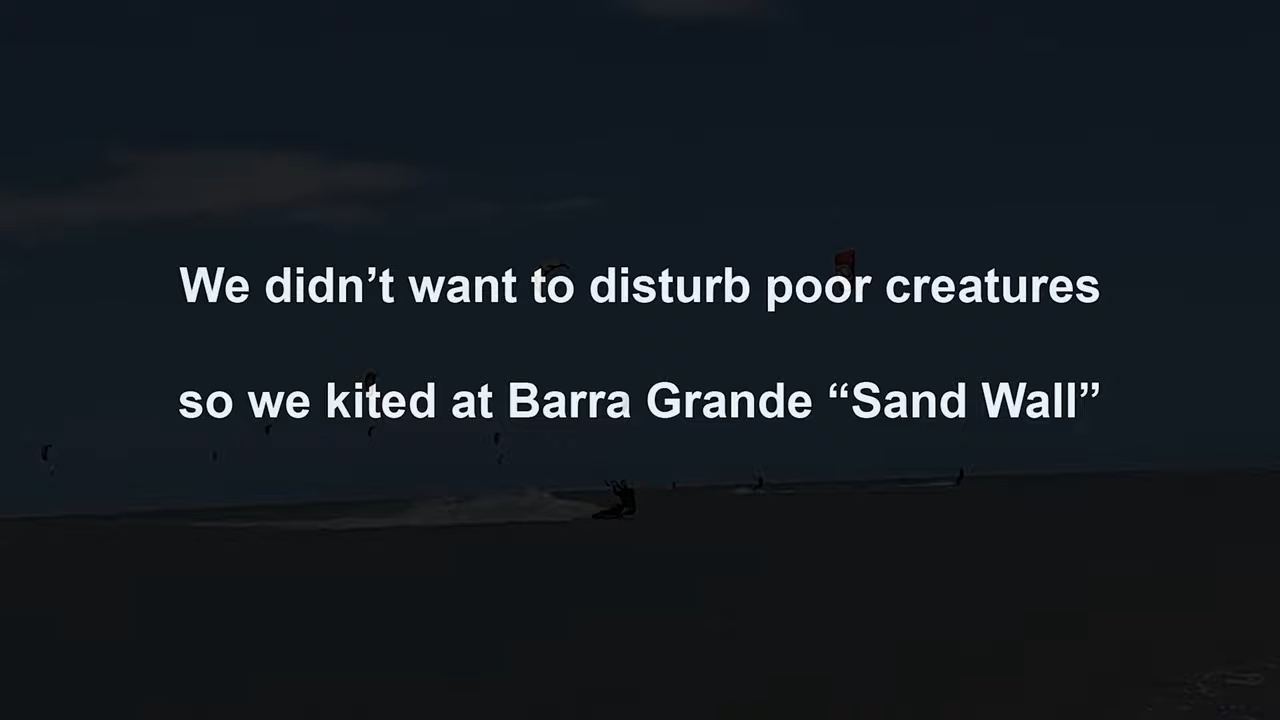 We didn’t want to disturb poor creatures
so we kited at Barra Grande “Sand Wall”